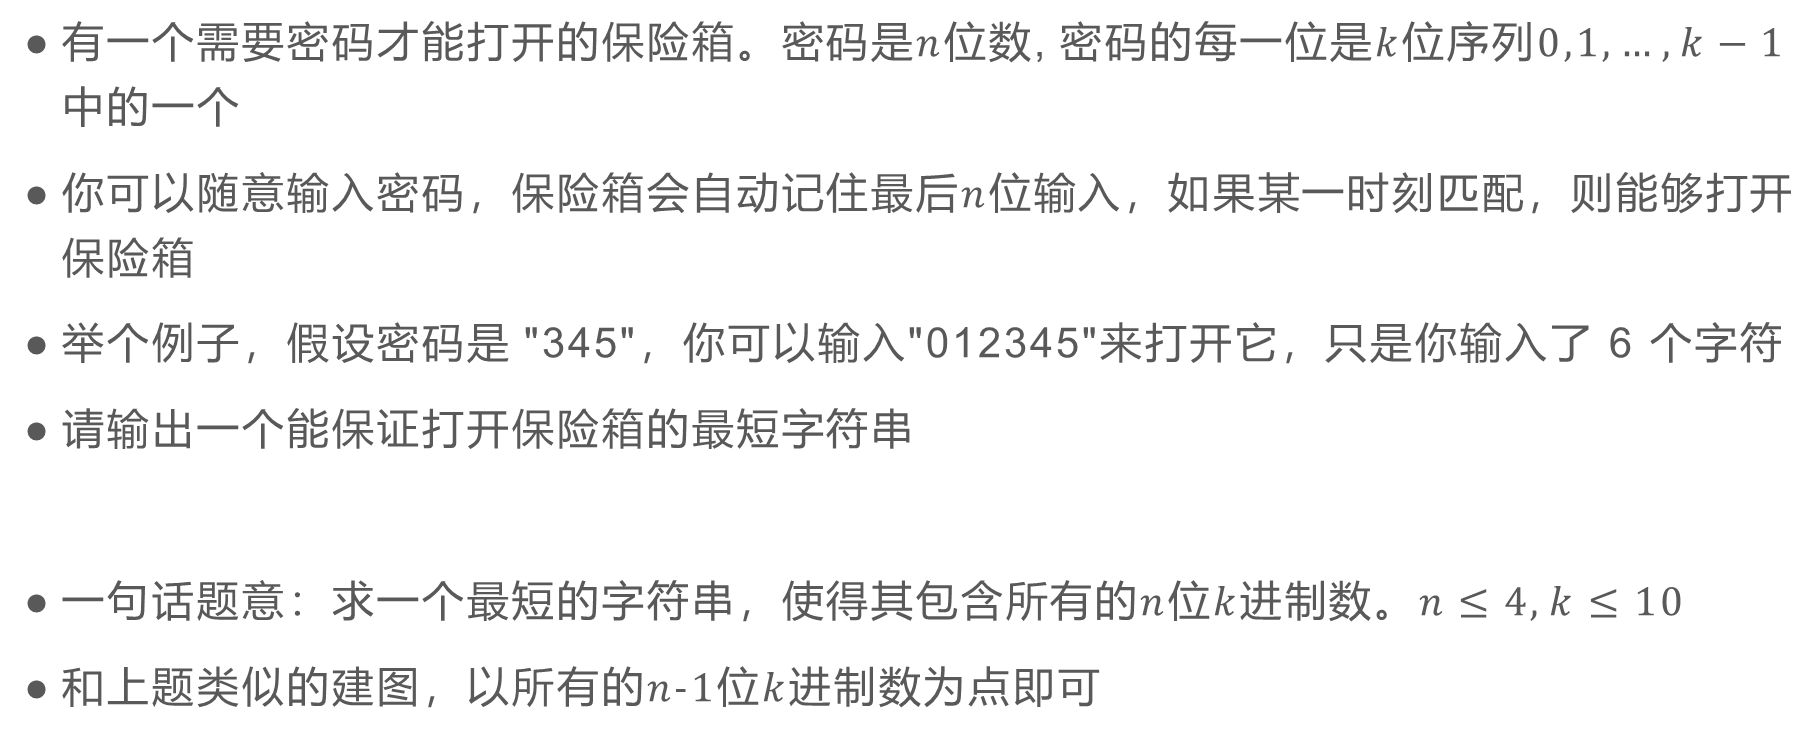 ● 有一个需要密码才能打开的保险箱。密码是n位数, 密码的每一位是k位序列0,1, ... , k − 1
中的一个
● 你可以随意输入密码，保险箱会自动记住最后n位输入，如果某一时刻匹配，则能够打开
保险箱
● 举个例子，假设密码是 "345"，你可以输入"012345"来打开它，只是你输入了 6 个字符
● 请输出一个能保证打开保险箱的最短字符串
● 一句话题意：求一个最短的字符串，使得其包含所有的n位k进制数。n ≤ 4, k ≤ 10
● 和上题类似的建图，以所有的n-1位k进制数为点即可